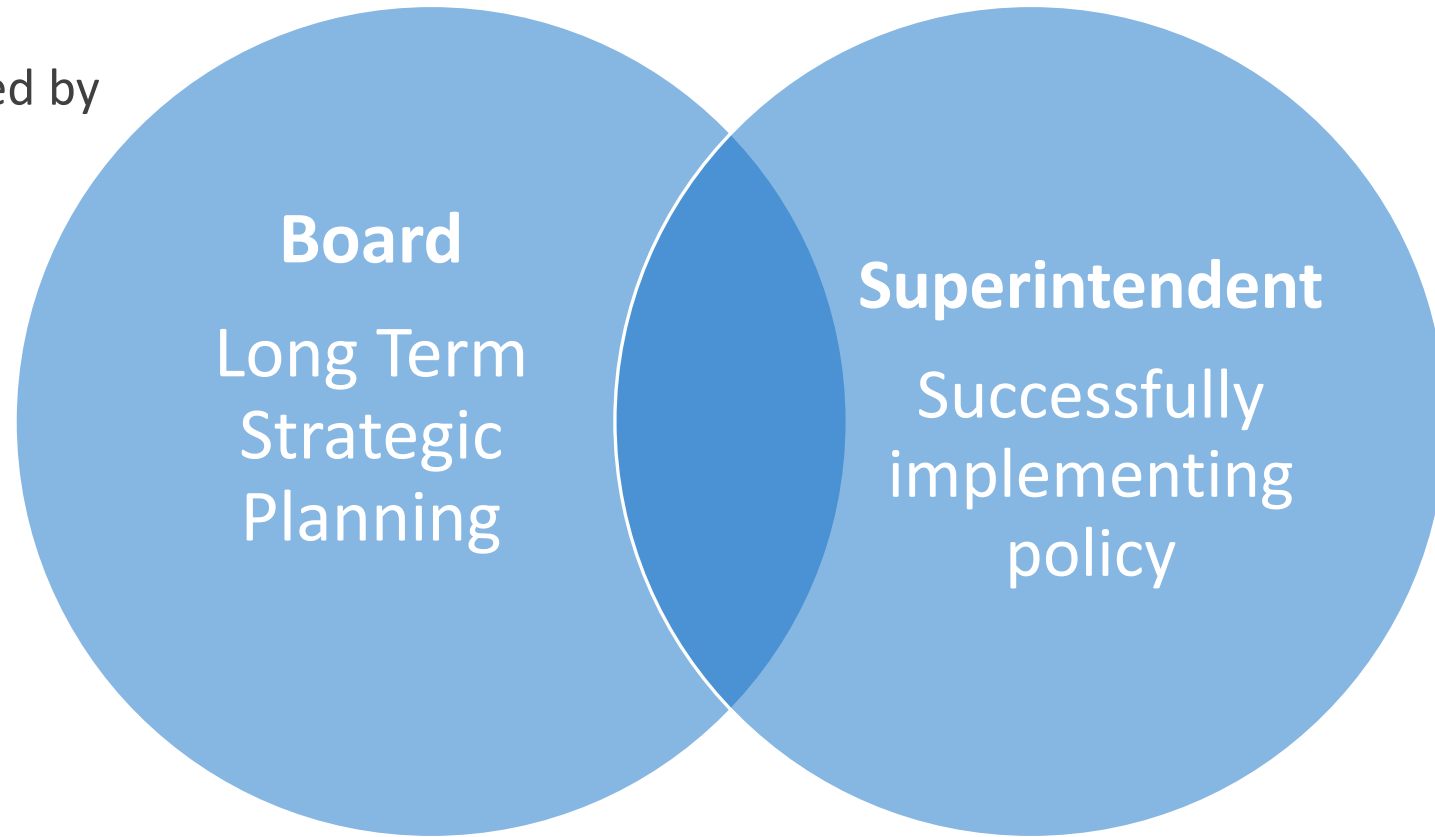 ed by
Board
Long Term
Strategic
Planning
Superintendent
Successfully
implementing
policy